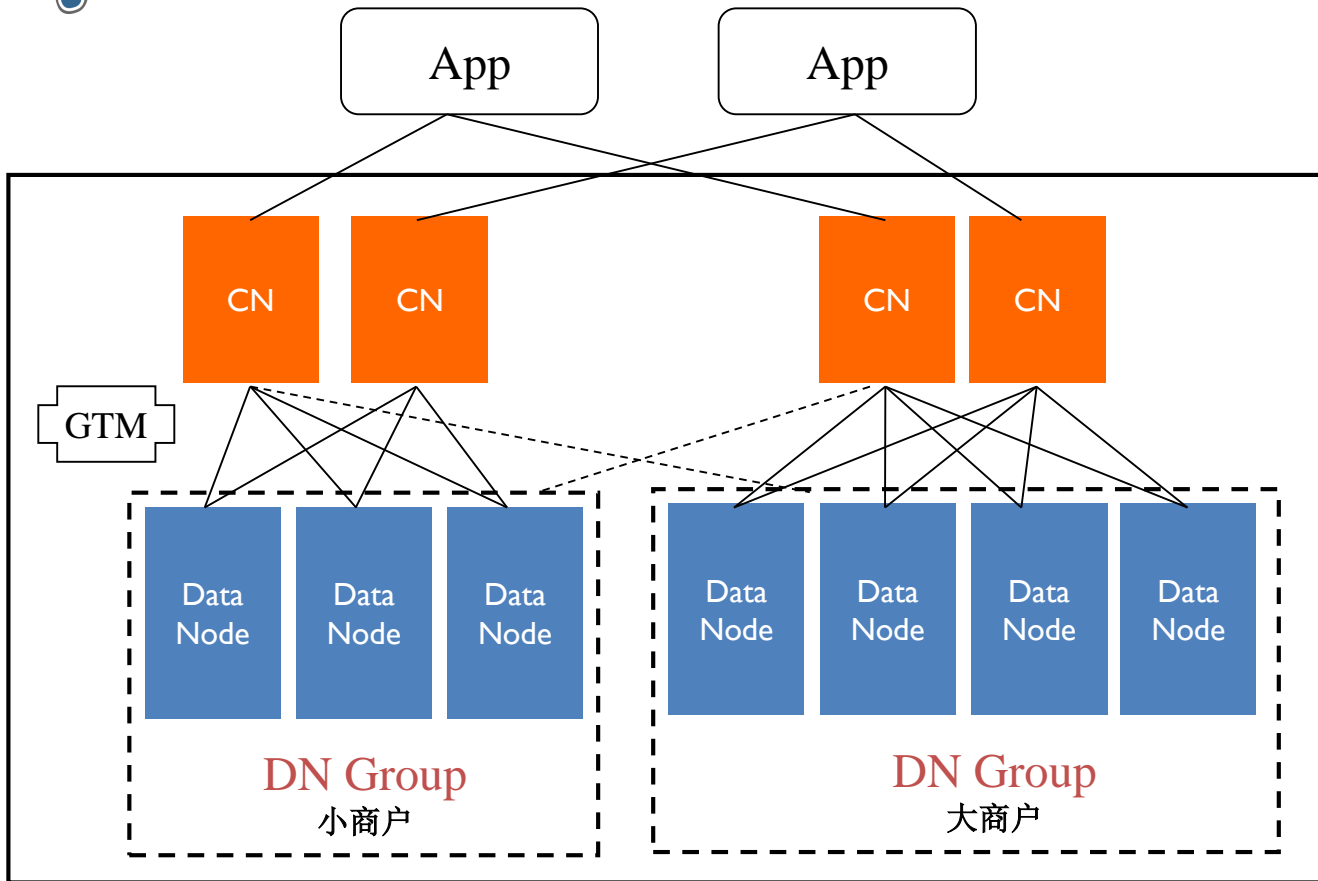 App
App
CN
CN
CN
CN
GTM
Data
Node
Data
Node
Data
Node
Data
Node
Data
Node
Data
Node
Data
Node
DN Group
小商户
DN Group
大商户